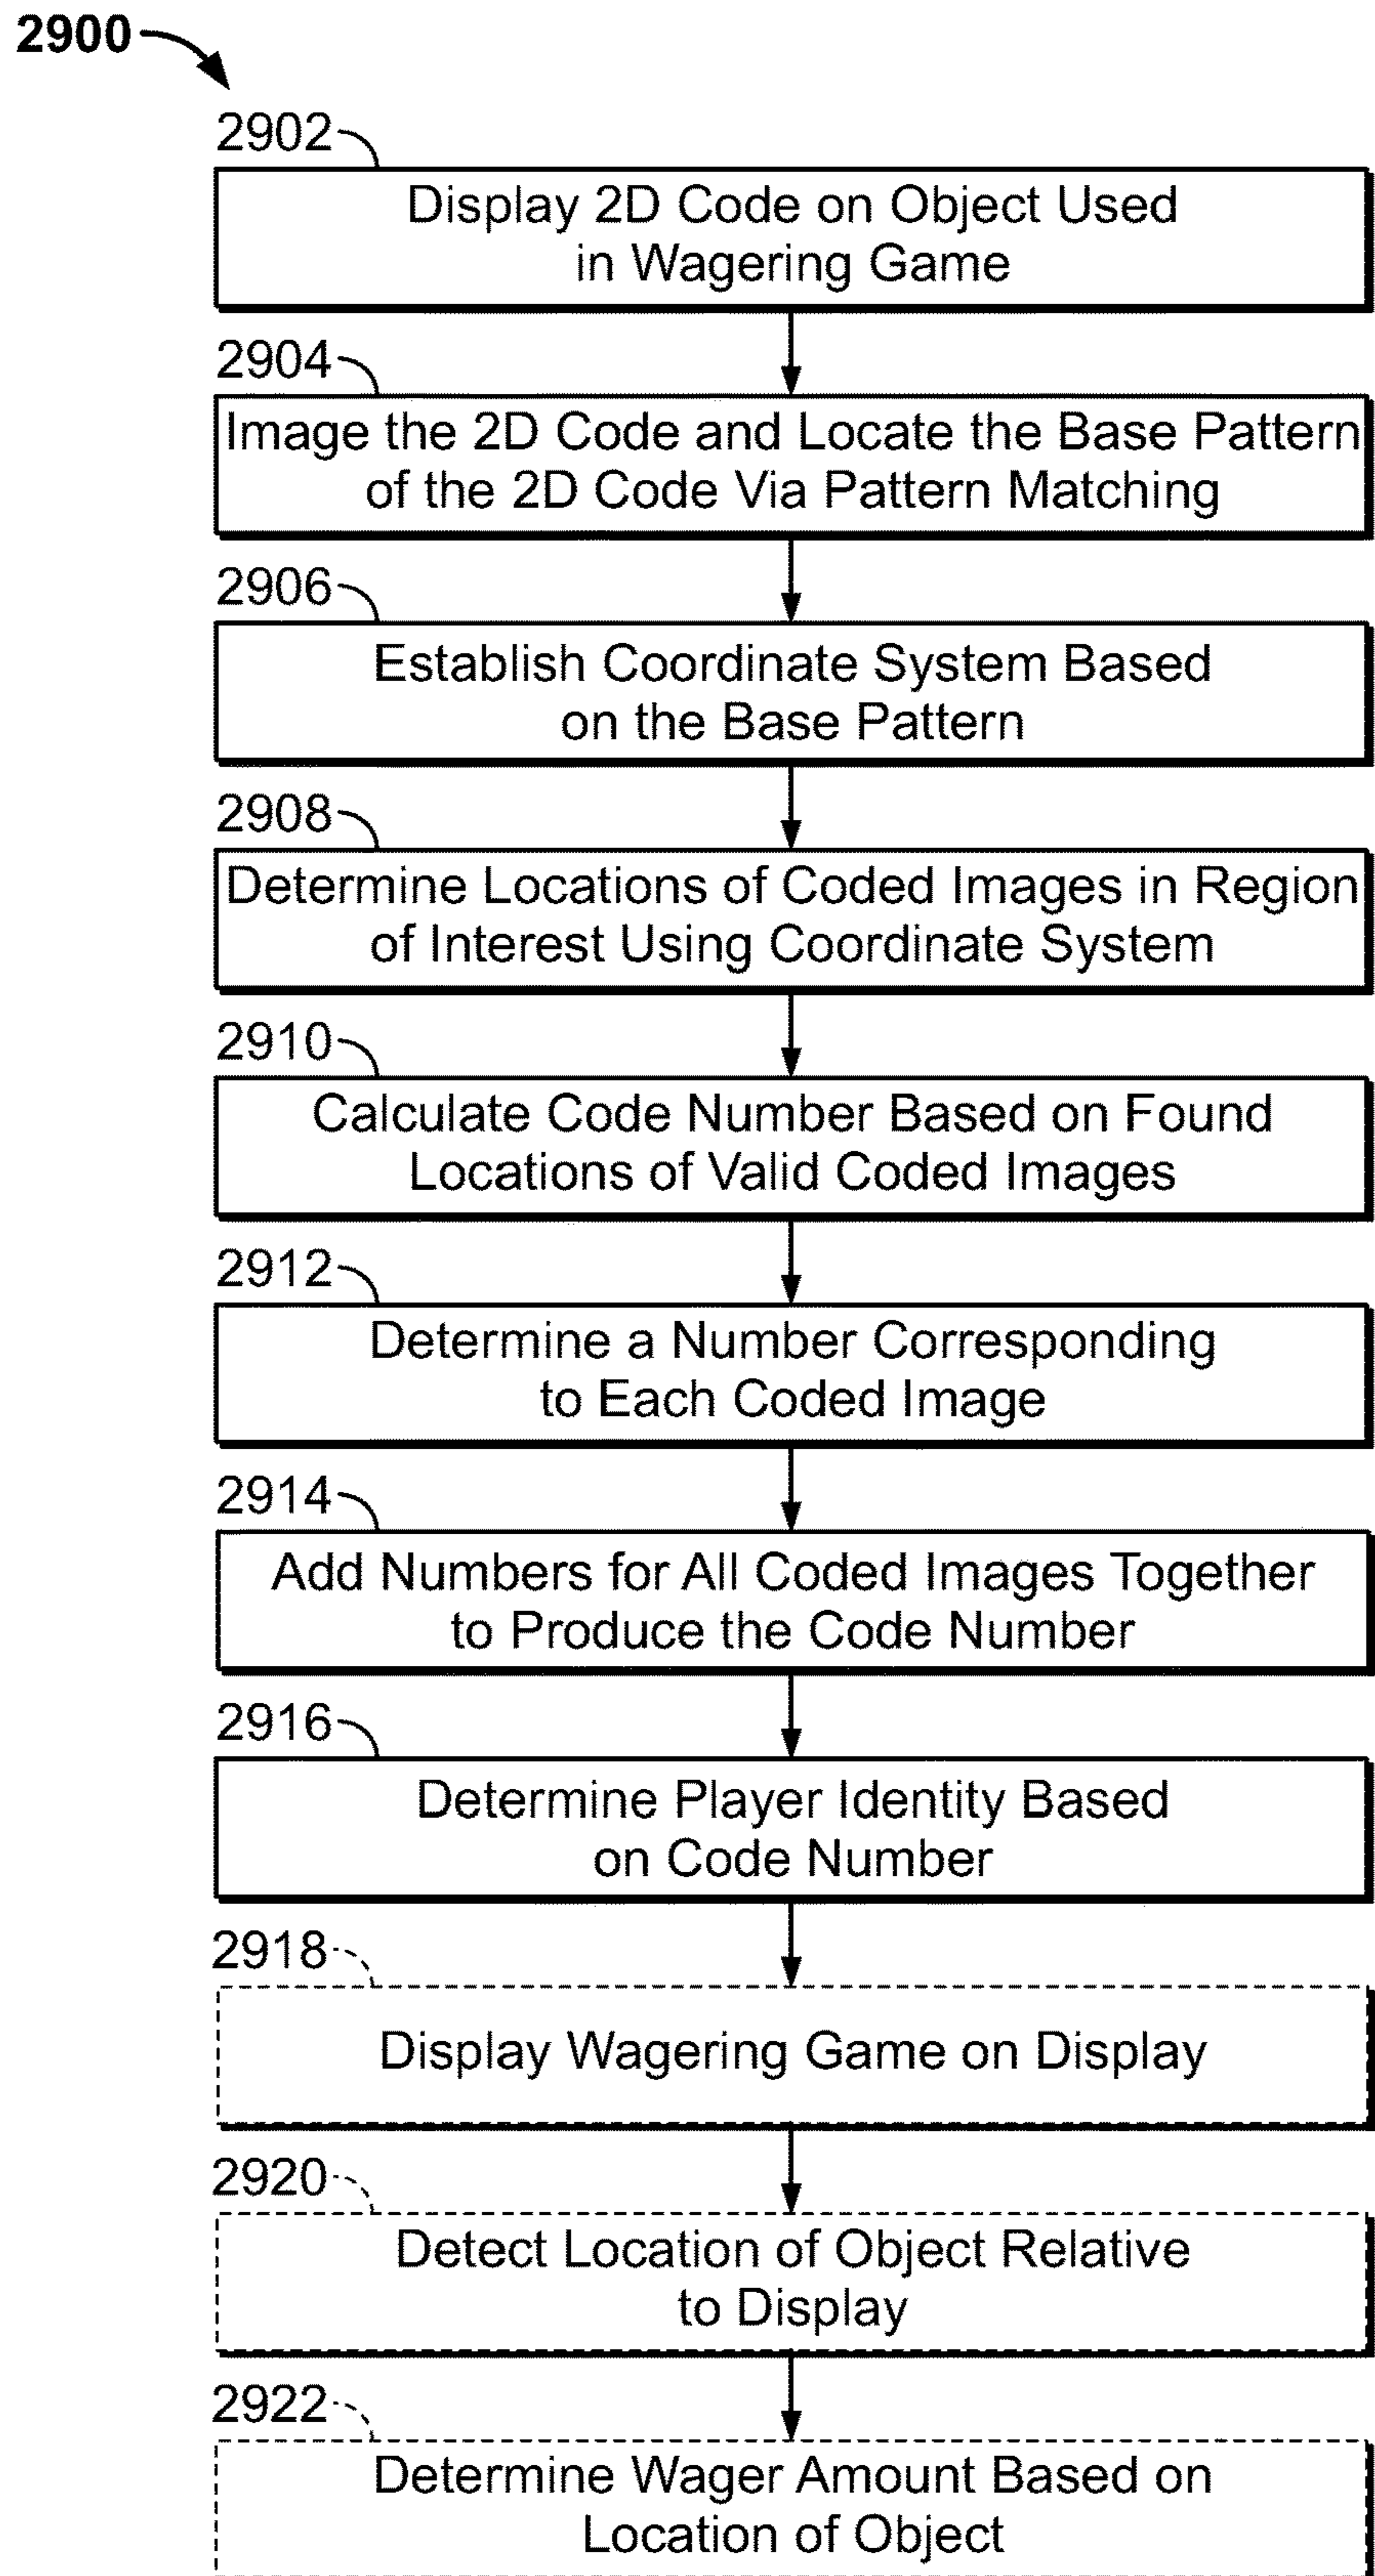 2900
2902
Display 2D Code on Object Used
in Wagering Game
2904
Image the 2D Code and Locate the Base Pattern
of the 2D Code Via Pattern Matching
2906
Establish Coordinate System Based
on the Base Pattern
2908
Determine Locations of Coded Images in Region
of Interest Using Coordinate System
2910
Calculate Code Number Based on Found
Locations of Valid Coded Images
2912
Determine a Number Corresponding
to Each Coded Image
2914
Add Numbers for All Coded Images Together
to Produce the Code Number
2916
Determine Player Identity Based
on Code Number
2918
Display Wagering Game on Display
2920
Detect Location of Object Relative
to Display
2922
Determine Wager Amount Based on
Location of Object